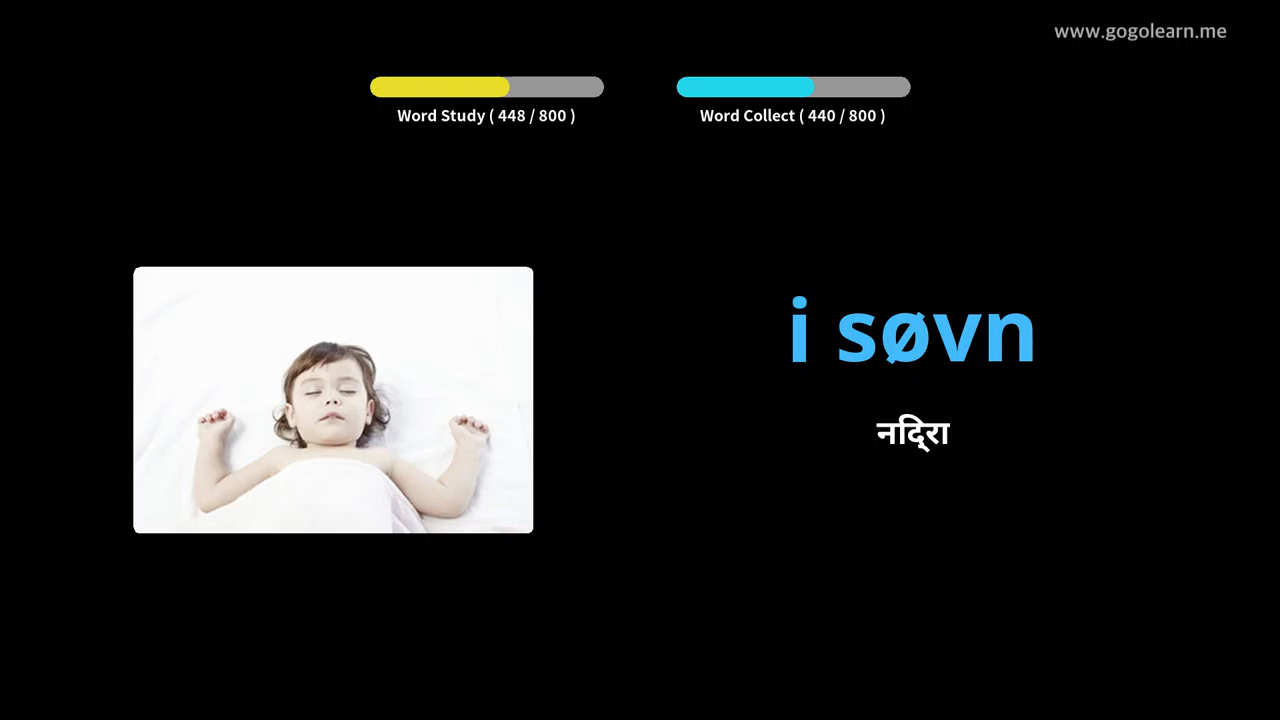 www.gogolearn.me
Word Study ( 448 / 800 )
Word Collect ( 440 / 800 )
i søvn
नदि्रा